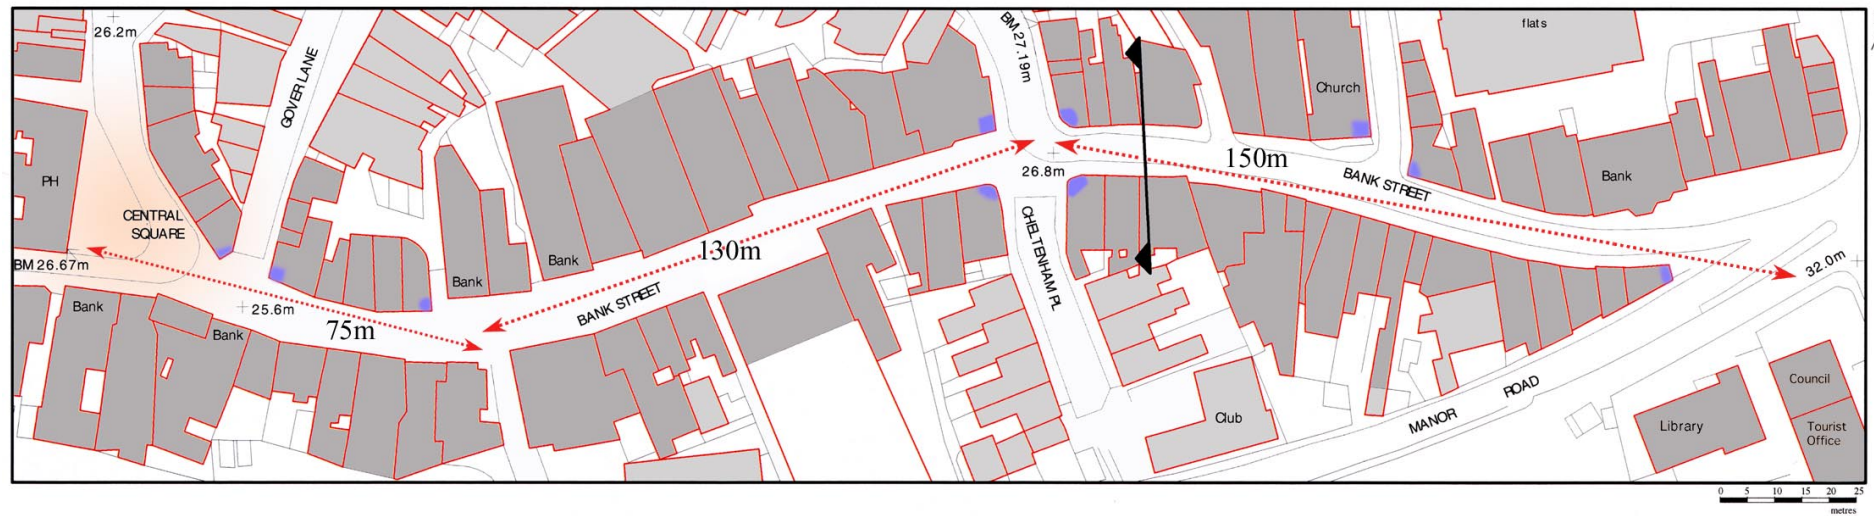 26.2m
GOVER LANE
BM 27.19m
flats
Church
PH
CENTRAL
SQUARE
BM 26.67m
Bank
25.6m
Bank
75m
Bank
Bank
130m
BANK STREET
26.8m
CHELTENHAM PL
150m
BANK STREET
Bank
32.0m
MANOR ROAD
Club
Library
Council
Tourist
Office
0 5 10 15 20 25
metres